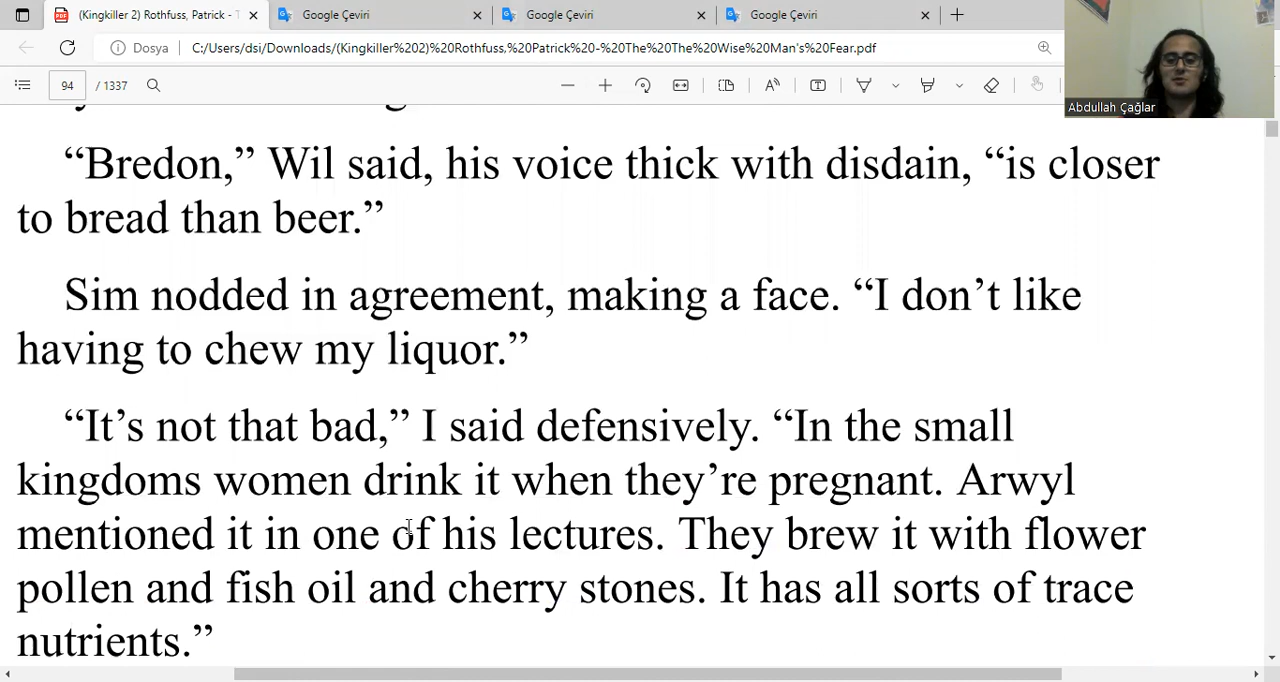 (Kingkiller 2) Rothfuss, Patrick - T
Google Çeviri
Google Çeviri
Google Çeviri
Dosya
C:/Users/dsi/Downloads/(Kingkiller%202)%20Rothfuss,%20Patrick%20-%20The%20The%20Wise%20Man's%20Fear.pdf
94 / 1337
Abdullah Çağlar
“Bredon,” Wil said, his voice thick with disdain, “is closer
to bread than beer.”
Sim nodded in agreement, making a face. “I don’t like
having to chew my liquor.”
“It’s not that bad,” I said defensively. “In the small
kingdoms women drink it when they’re pregnant. Arwyl
mentioned it in one of his lectures. They brew it with flower
pollen and fish oil and cherry stones. It has all sorts of trace
nutrients.”